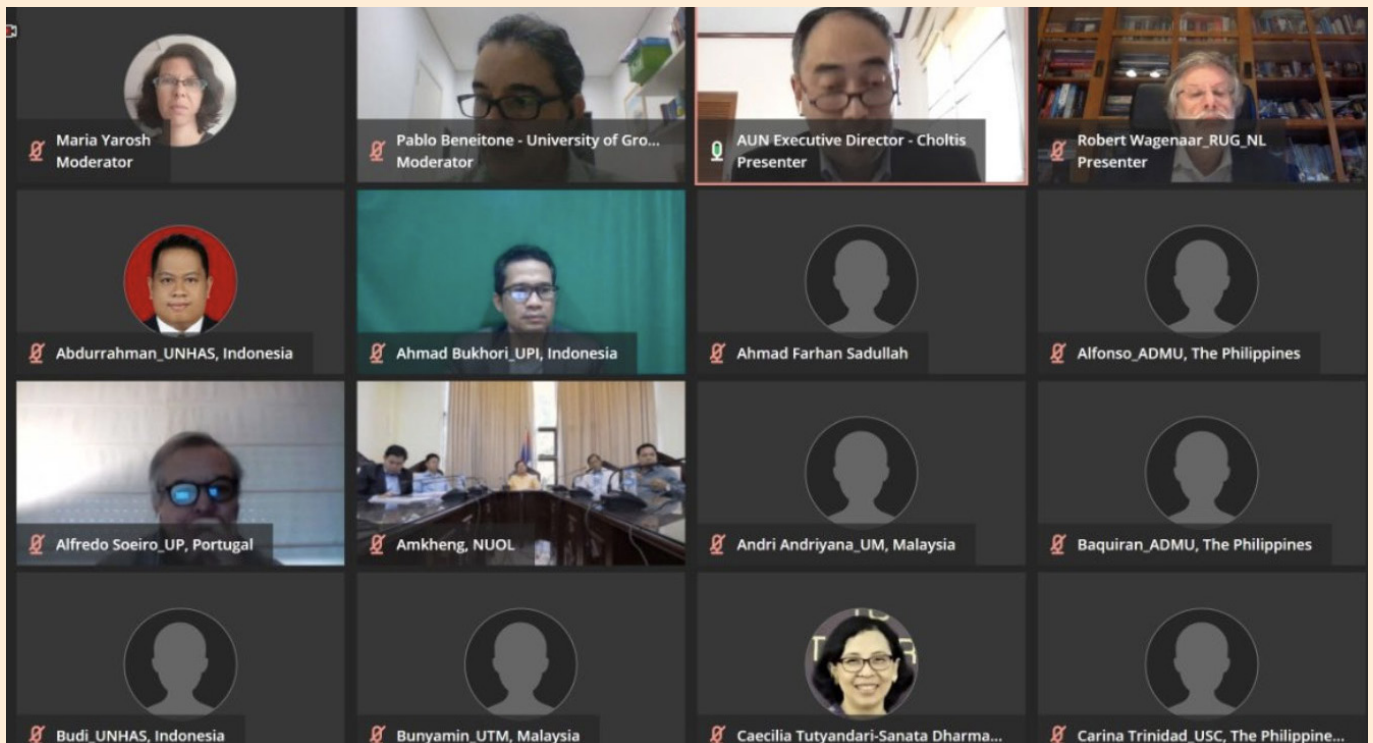 Maria Yarosh
Moderator
Pablo Beneitone - University of Gro...
Moderator
AUN Executive Director - Choltis
Presenter
Robert Wagenaar_RUG_NL
Presenter
Abdurrahman_UNHAS, Indonesia
Ahmad Bukhori_UPI, Indonesia
Ahmad Farhan Sadullah
Alfonso_ADMU, The Philippines
Alfredo Soeiro_UP, Portugal
Amkheng, NUOL
Andri Andriyana_UM, Malaysia
Baquiran_ADMU, The Philippines
Budi_UNHAS, Indonesia
Bunyamin_UTM, Malaysia
Caecilia Tutyandari-Sanata Dharma...
Carina Trinidad_USC, The Philippine...